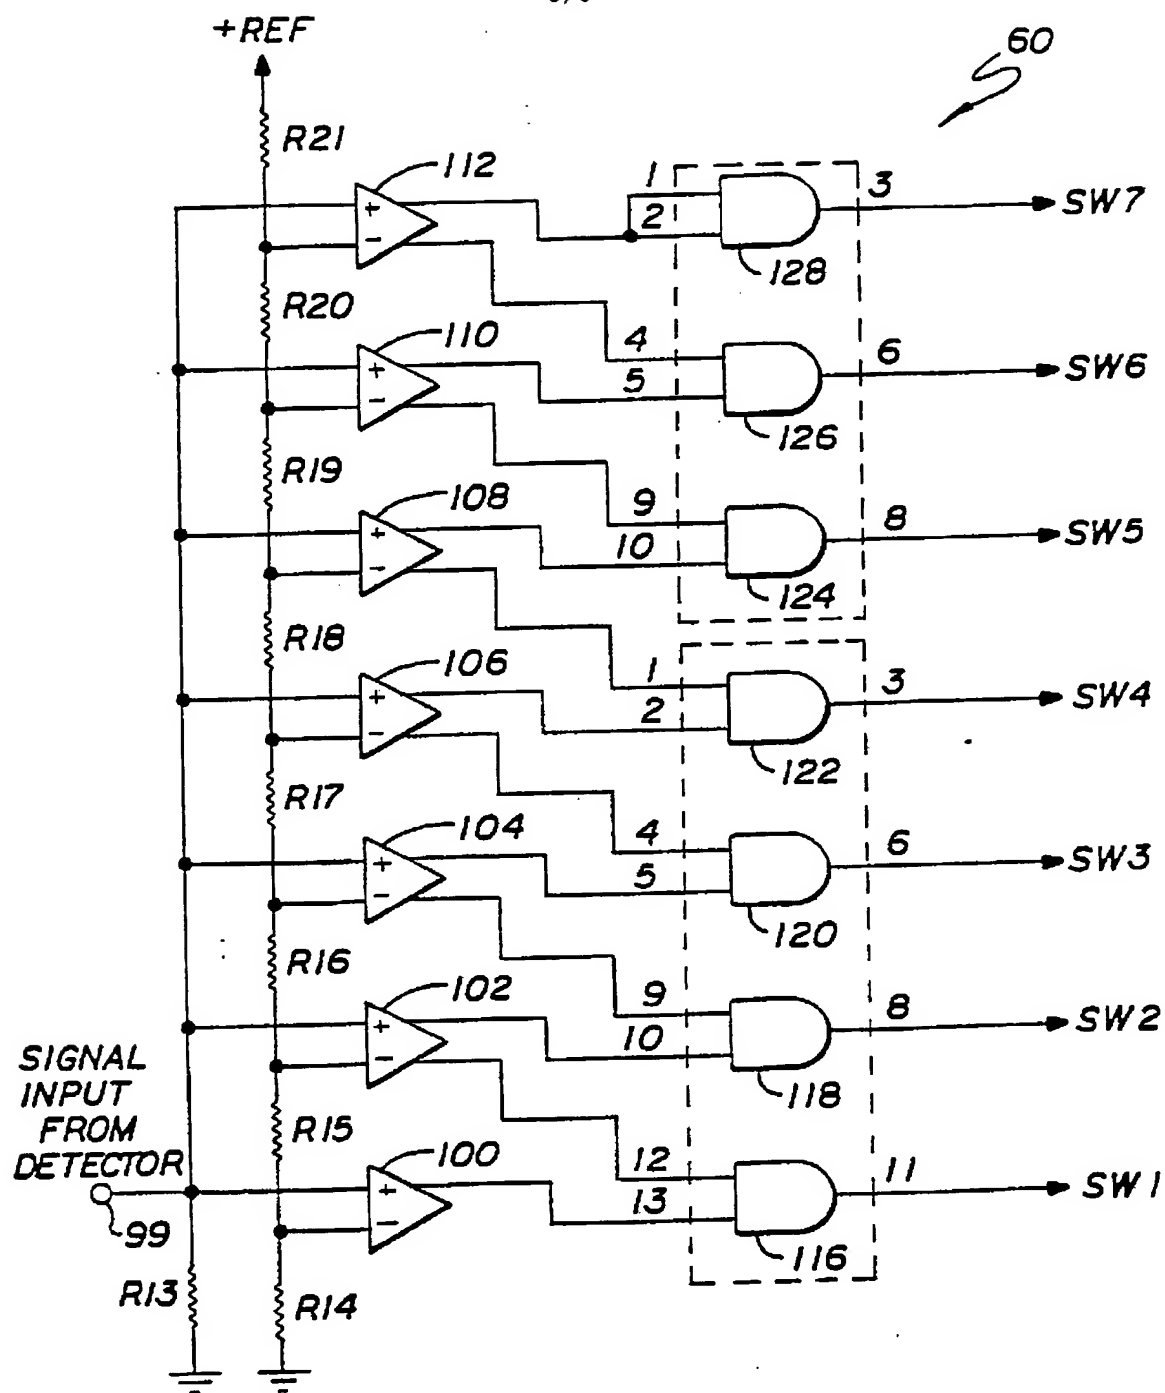 +REF
60
R21
112
1
2
3
SW7
128
R20
110
4
5
6
SW6
126
R19
108
9
10
8
SW5
124
R18
106
1
2
3
SW4
122
R17
104
4
5
6
SW3
120
R16
102
9
10
8
SW2
118
SIGNAL
INPUT
FROM
DETECTOR
R15
100
12
13
11
SW1
99
116
R13
R14
+
-
+
-
+
-
+
-
+
-
+
-
+
-